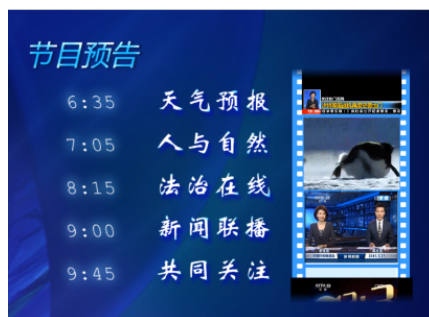 节目预告
6:35 天气预报
7:05 人与自然
8:15 法治在线
9:00 新闻联播
9:45 共同关注